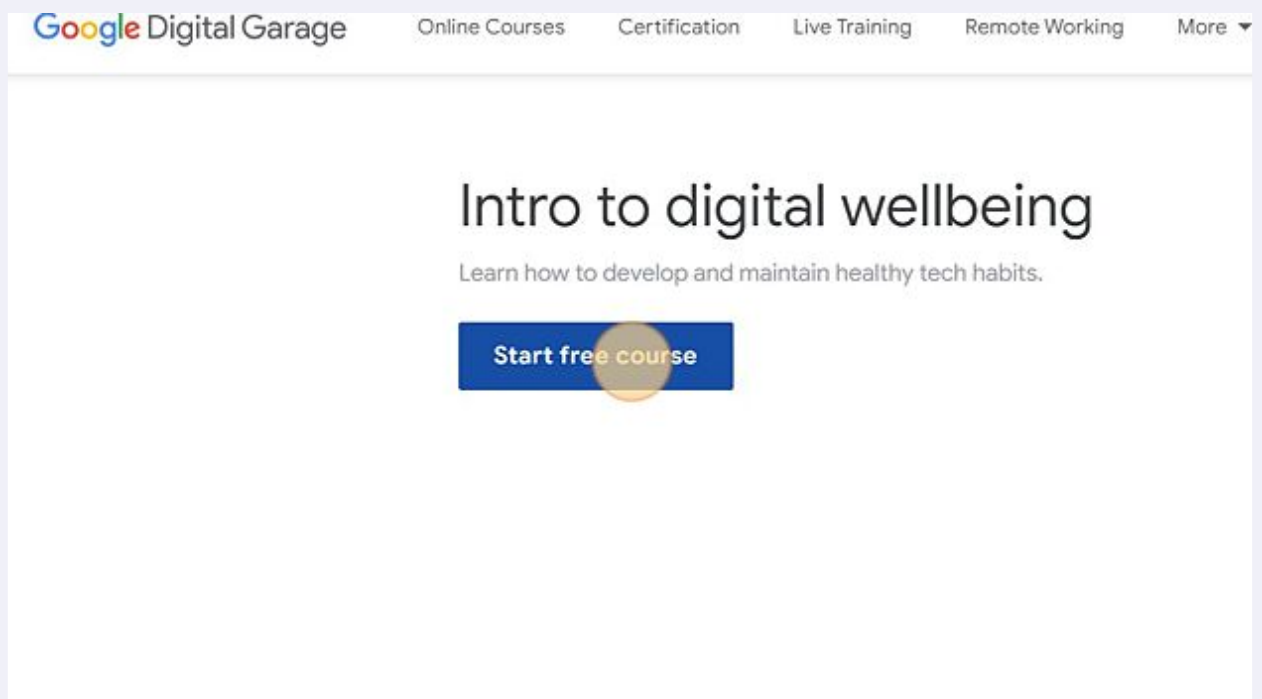 Google Digital Garage Online Courses Certification Live Training Remote Working More
Intro to digital wellbeing
Learn how to develop and maintain healthy tech habits.
Start free course